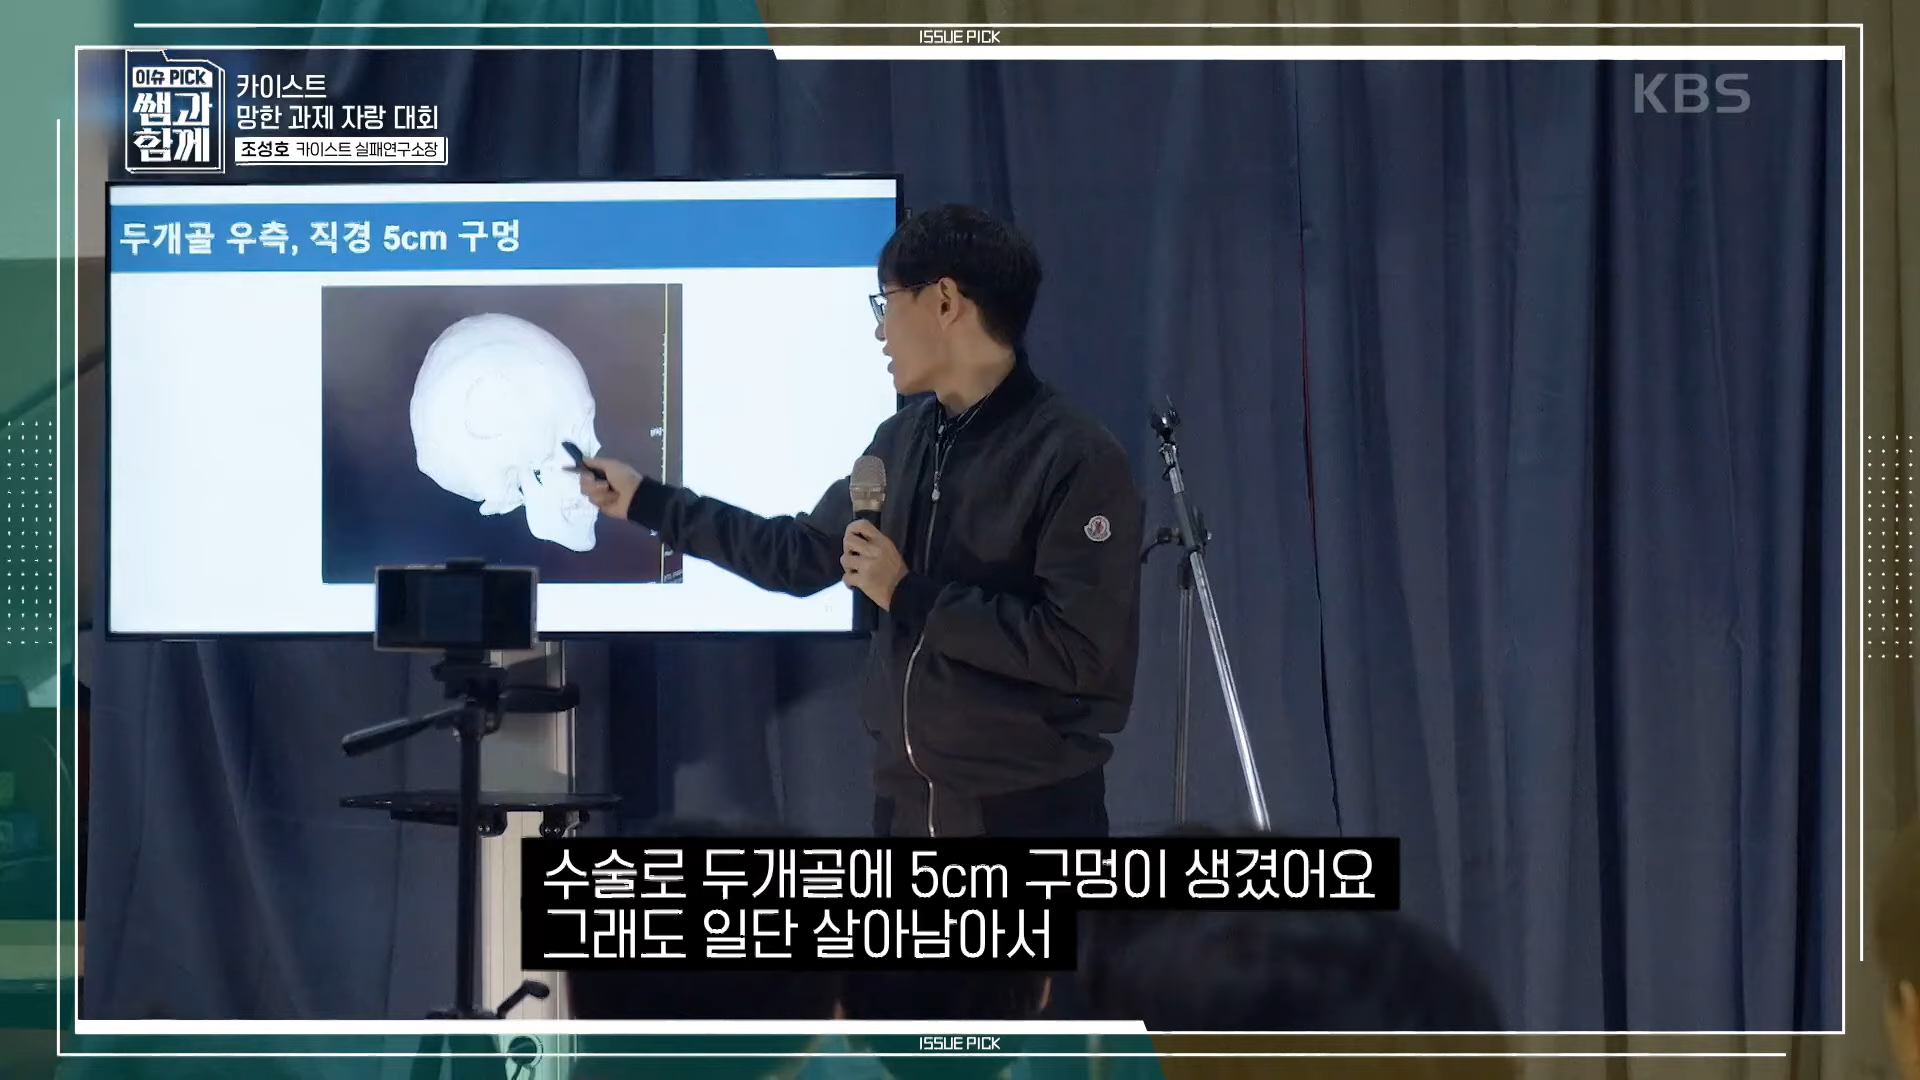 ISSUE PICK
이슈 PICK
쌤과
함께
카이스트
망한 과제 자랑 대회
조성호 카이스트 실패연구소장
KBS
두개골 우측, 직경 5cm 구멍
수술로 두개골에 5cm 구멍이 생겼어요
그래도 일단 살아남아서
ISSUE PICK